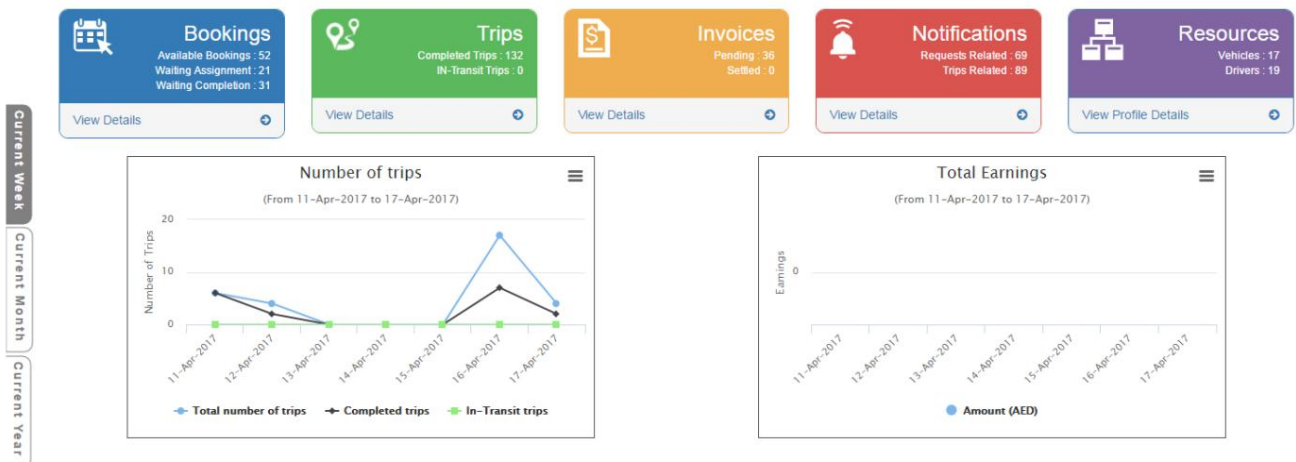 Bookings
Available Bookings : 52
Waiting Assignment : 21
Waiting Completion : 31
View Details
Trips
Completed Trips : 132
IN-Transit Trips : 0
View Details
Invoices
Pending : 36
Settled : 0
View Details
Notifications
Requests Related : 69
Trips Related : 89
View Details
Resources
Vehicles : 17
Drivers : 19
View Profile Details
Current Week
Current Month
Current Year
Number of trips
(From 11-Apr-2017 to 17-Apr-2017)
Number of Trips
20
10
0
11-Apr-2017
12-Apr-2017
13-Apr-2017
14-Apr-2017
15-Apr-2017
16-Apr-2017
17-Apr-2017
Total number of trips Completed trips In-Transit trips
Total Earnings
(From 11-Apr-2017 to 17-Apr-2017)
Earnings
0
11-Apr-2017
12-Apr-2017
13-Apr-2017
14-Apr-2017
15-Apr-2017
16-Apr-2017
17-Apr-2017
Amount (AED)